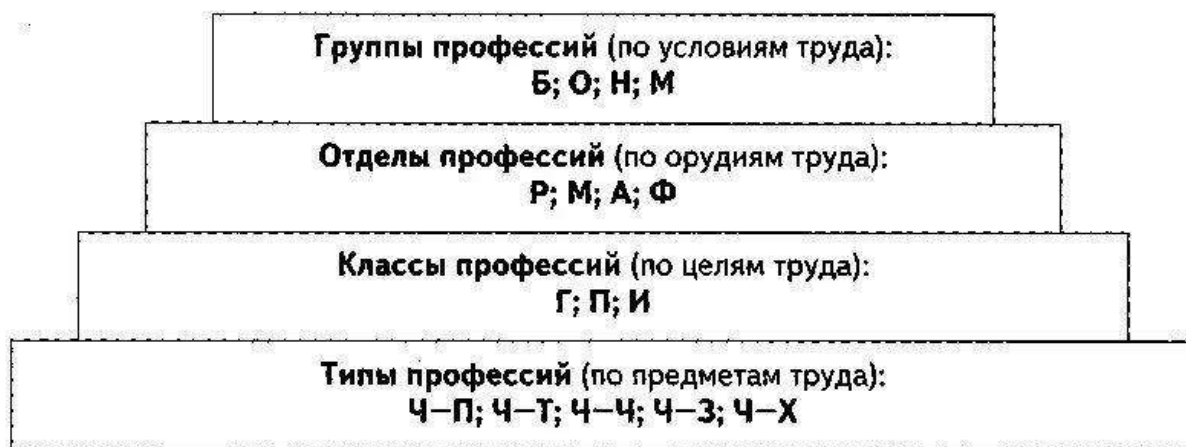 Группы профессий (по условиям труда):
Б; О; Н; М
Отделы профессий (по орудиям труда):
Р; М; А; Ф
Классы профессий (по целям труда):
Г; П; И
Типы профессий (по предметам труда):
Ч—П; Ч—Т; Ч—Ч; Ч—З; Ч—Х